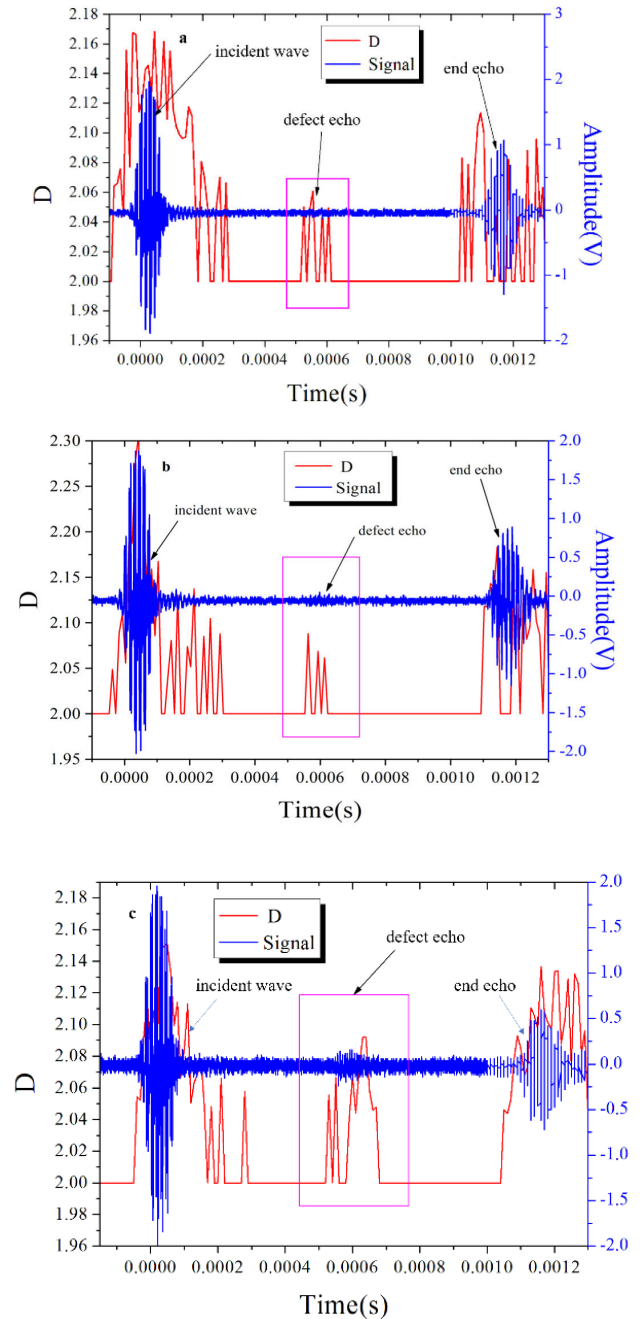 a
incident wave
D
Signal
defect echo
end echo
2.18
2.16
2.14
2.12
2.10
2.08
2.06
2.04
2.02
2.00
1.98
1.96
D
3
2
1
0
-1
-2
Amplitude(V)
0.0000 0.0002 0.0004 0.0006 0.0008 0.0010 0.0012
Time(s)
b
incident wave
D
Signal
defect echo
end echo
2.30
2.25
2.20
2.15
2.10
2.05
2.00
1.95
D
2.0
1.5
1.0
0.5
0.0
-0.5
-1.0
-1.5
-2.0
Amplitude(V)
0.0000 0.0002 0.0004 0.0006 0.0008 0.0010 0.0012
Time(s)
c
incident wave
D
Signal
defect echo
end echo
2.18
2.16
2.14
2.12
2.10
2.08
2.06
2.04
2.02
2.00
1.98
1.96
D
2.0
1.5
1.0
0.5
0.0
-0.5
-1.0
-1.5
-2.0
0.0000 0.0002 0.0004 0.0006 0.0008 0.0010 0.0012
Time(s)